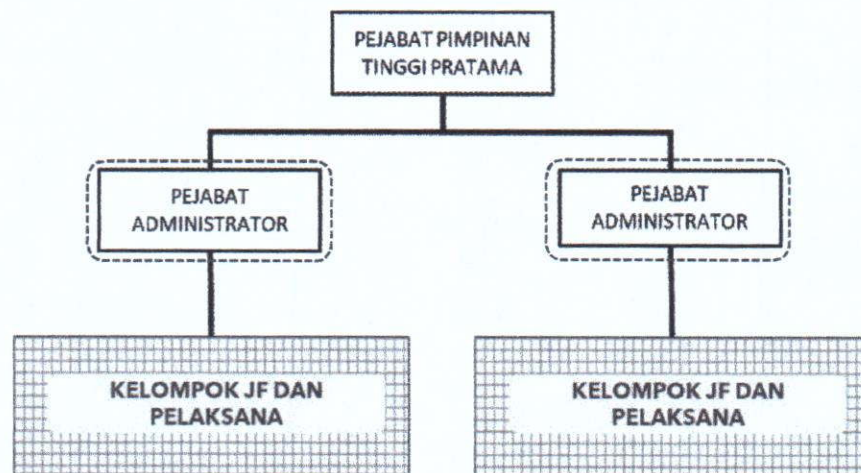 PEJABAT PIMPINAN
TINGGI PRATAMA
PEJABAT
ADMINISTRATOR
PEJABAT
ADMINISTRATOR
KELOMPOK JF DAN
PELAKSANA
KELOMPOK JF DAN
PELAKSANA